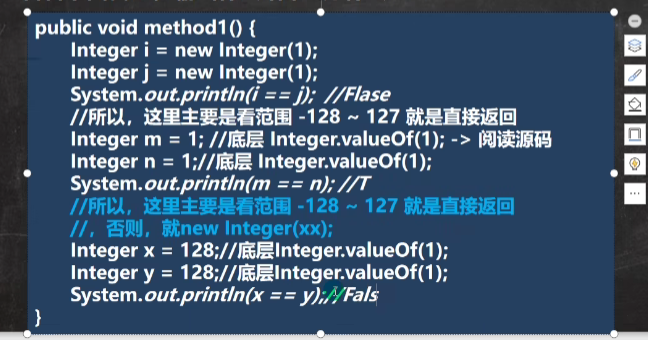 public void method1() {
Integer i = new Integer(1);
Integer j = new Integer(1);
System.out.println(i == j);  //Flase
//所以，这里主要是看范围 -128 ~ 127 就是直接返回
Integer m = 1; //底层 Integer.valueOf(1); -> 阅读源码
Integer n = 1;//底层 Integer.valueOf(1);
System.out.println(m == n); //T
//所以，这里主要是看范围 -128 ~ 127 就是直接返回
//，否则，就new Integer(xx);
Integer x = 128;//底层Integer.valueOf(1);
Integer y = 128;//底层Integer.valueOf(1);
System.out.println(x == y);//Fals
}